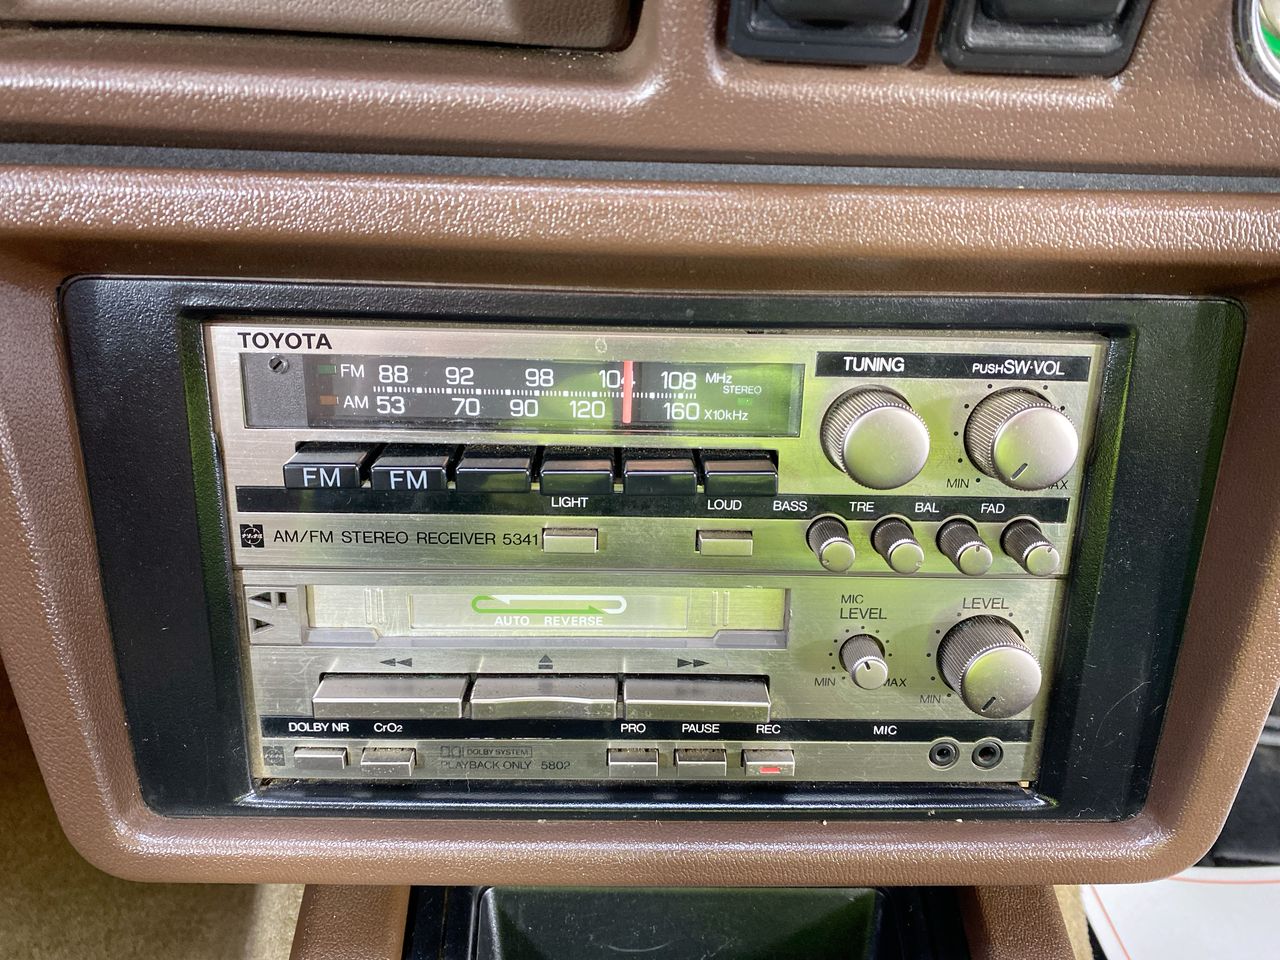 TOYOTA
FM 88 92 98 104 108 MHz
STEREO
AM 53 70 90 120 160 X10kHz
TUNING PUSH SW·VOL
MIN MAX
FM FM
LIGHT LOUD BASS TRE BAL FAD
AM/FM STEREO RECEIVER 5341
AUTO REVERSE
MIC LEVEL
MIN MAX
LEVEL
MIN
DOLBY NR CrO2 PRO PAUSE REC MIC
DOLBY SYSTEM
PLAYBACK ONLY 5802